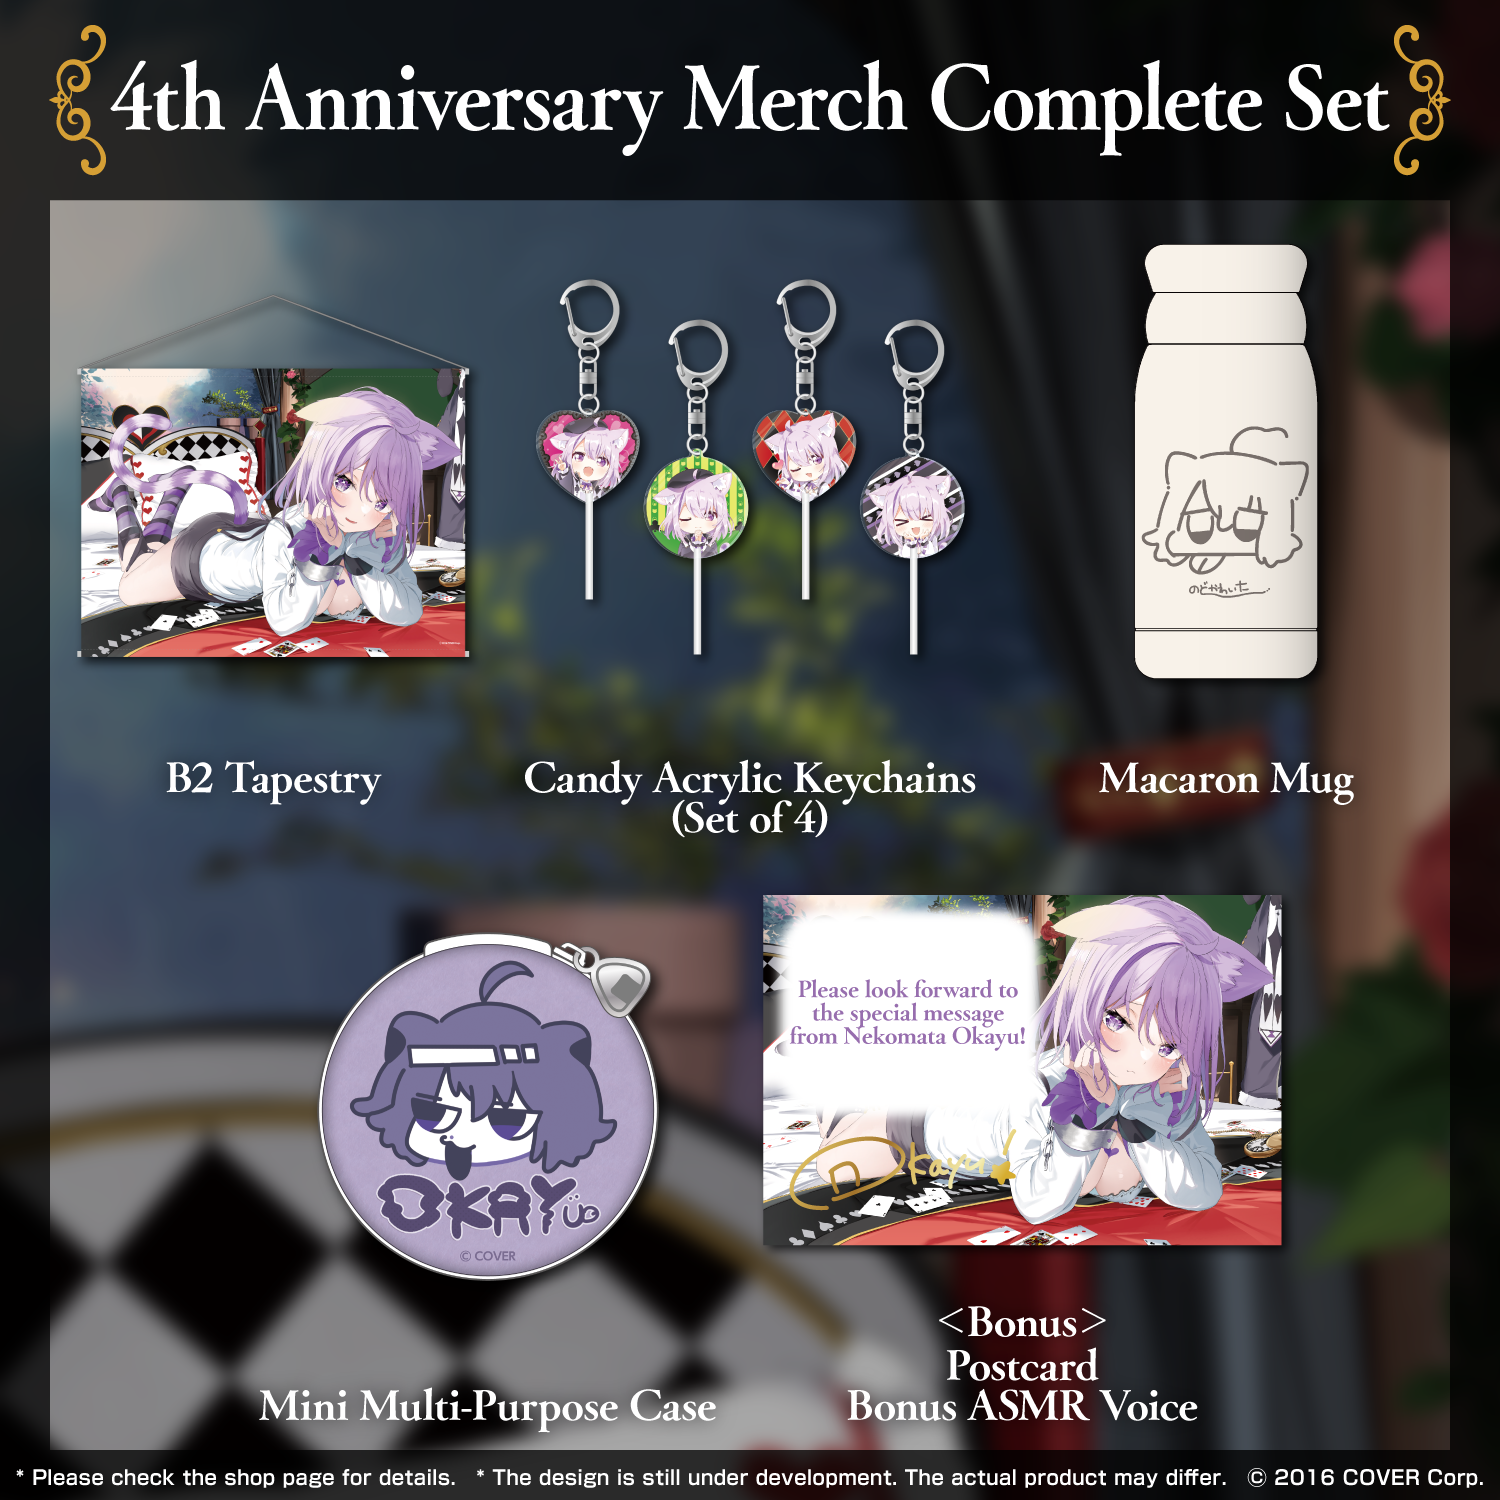 4th Anniversary Merch Complete Set
のどかわいた
B2 Tapestry
Candy Acrylic Keychains
(Set of 4)
Macaron Mug
OKAYU
© COVER
Please look forward to
the special message
from Nekomata Okayu!
Okayu!
Mini Multi-Purpose Case
<Bonus>
Postcard
Bonus ASMR Voice
* Please check the shop page for details. * The design is still under development. The actual product may differ. © 2016 COVER Corp.